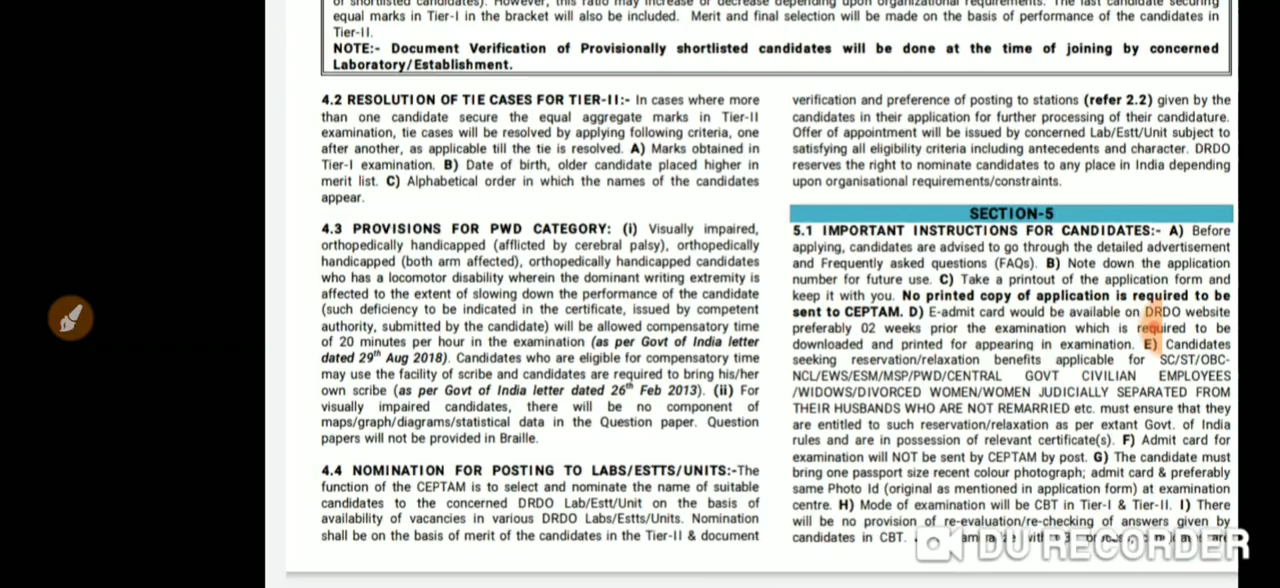 of shortlisted candidates). However, this ratio may increase or decrease depending upon organizational requirements. The last candidate securing
equal marks in Tier-I in the bracket will also be included. Merit and final selection will be made on the basis of performance of the candidates in
Tier-II.
NOTE:- Document Verification of Provisionally shortlisted candidates will be done at the time of joining by concerned
Laboratory/Establishment.
4.2 RESOLUTION OF TIE CASES FOR TIER-II:- In cases where more
than one candidate secure the equal aggregate marks in Tier-II
examination, tie cases will be resolved by applying following criteria, one
after another, as applicable till the tie is resolved. A) Marks obtained in
Tier-I examination. B) Date of birth, older candidate placed higher in
merit list. C) Alphabetical order in which the names of the candidates
appear.
4.3 PROVISIONS FOR PWD CATEGORY: (i) Visually impaired,
orthopedically handicapped (afflicted by cerebral palsy), orthopedically
handicapped (both arm affected), orthopedically handicapped candidates
who has a locomotor disability wherein the dominant writing extremity is
affected to the extent of slowing down the performance of the candidate
(such deficiency to be indicated in the certificate, issued by competent
authority, submitted by the candidate) will be allowed compensatory time
of 20 minutes per hour in the examination (as per Govt of India letter
dated 29th Aug 2018). Candidates who are eligible for compensatory time
may use the facility of scribe and candidates are required to bring his/her
own scribe (as per Govt of India letter dated 26th Feb 2013). (ii) For
visually impaired candidates, there will be no component of
maps/graph/diagrams/statistical data in the Question paper. Question
papers will not be provided in Braille.
4.4 NOMINATION FOR POSTING TO LABS/ESTTS/UNITS:-The
function of the CEPTAM is to select and nominate the name of suitable
candidates to the concerned DRDO Lab/Estt/Unit on the basis of
availability of vacancies in various DRDO Labs/Estts/Units. Nomination
shall be on the basis of merit of the candidates in the Tier-II & document
verification and preference of posting to stations (refer 2.2) given by the
candidates in their application for further processing of their candidature.
Offer of appointment will be issued by concerned Lab/Estt/Unit subject to
satisfying all eligibility criteria including antecedents and character. DRDO
reserves the right to nominate candidates to any place in India depending
upon organisational requirements/constraints.
SECTION-5
5.1 IMPORTANT INSTRUCTIONS FOR CANDIDATES:- A) Before
applying, candidates are advised to go through the detailed advertisement
and Frequently asked questions (FAQs). B) Note down the application
number for future use. C) Take a printout of the application form and
keep it with you. No printed copy of application is required to be
sent to CEPTAM. D) E-admit card would be available on DRDO website
preferably 02 weeks prior the examination which is required to be
downloaded and printed for appearing in examination. E) Candidates
seeking reservation/relaxation benefits applicable for SC/ST/OBC-
NCL/EWS/ESM/MSP/PWD/CENTRAL GOVT CIVILIAN EMPLOYEES
/WIDOWS/DIVORCED WOMEN/WOMEN JUDICIALLY SEPARATED FROM
THEIR HUSBANDS WHO ARE NOT REMARRIED etc. must ensure that they
are entitled to such reservation/relaxation as per extant Govt. of India
rules and are in possession of relevant certificate(s). F) Admit card for
examination will NOT be sent by CEPTAM by post. G) The candidate must
bring one passport size recent colour photograph; admit card & preferably
same Photo Id (original as mentioned in application form) at examination
centre. H) Mode of examination will be CBT in Tier-I & Tier-II. I) There
will be no provision of re-evaluation/re-checking of answers given by
candidates in CBT.
DU RECORDER